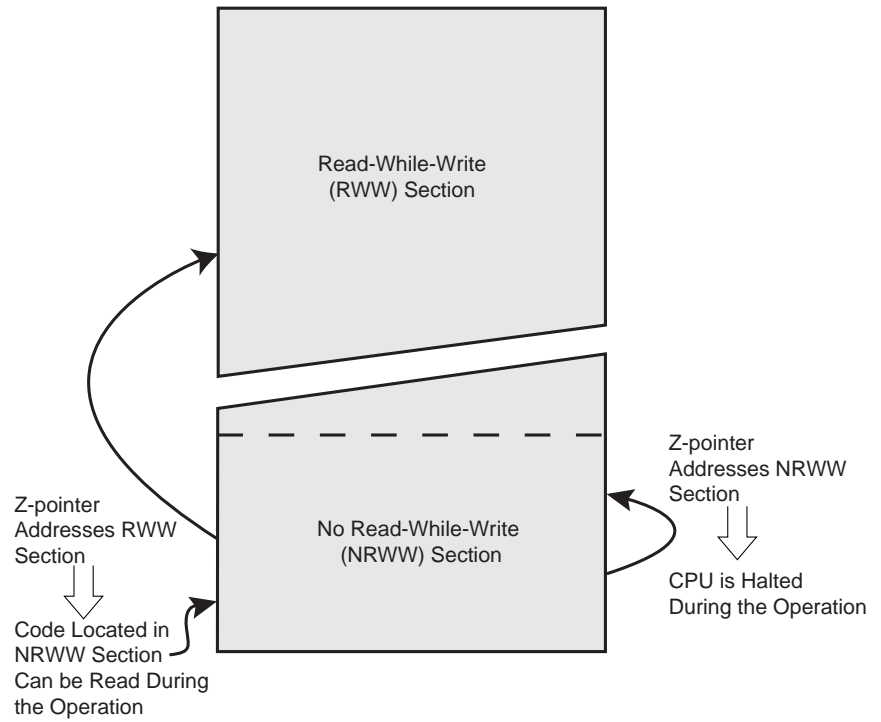 Read-While-Write
(RWW) Section
Z-pointer
Addresses NRWW
Section
Z-pointer
Addresses RWW
Section
No Read-While-Write
(NRWW) Section
CPU is Halted
During the Operation
Code Located in
NRWW Section
Can be Read During
the Operation